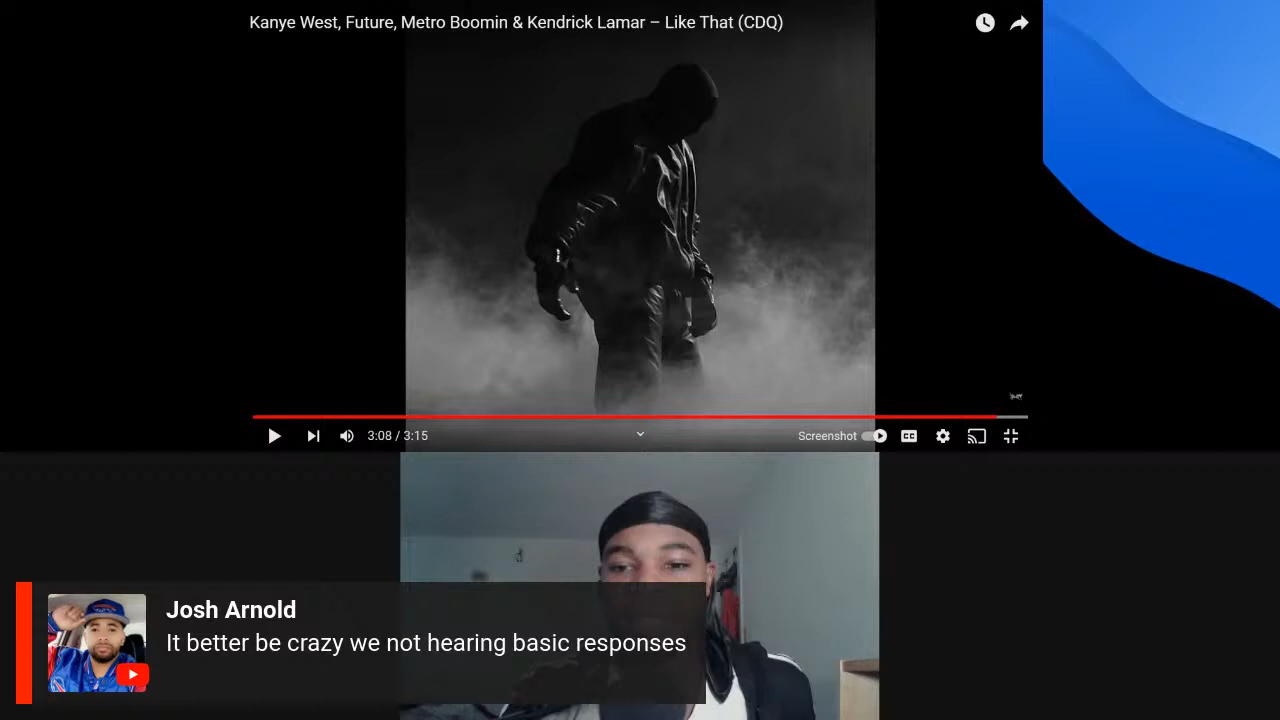 Kanye West, Future, Metro Boomin & Kendrick Lamar – Like That (CDQ)
3:08 / 3:15
Screenshot
CC
Josh Arnold
It better be crazy we not hearing basic responses